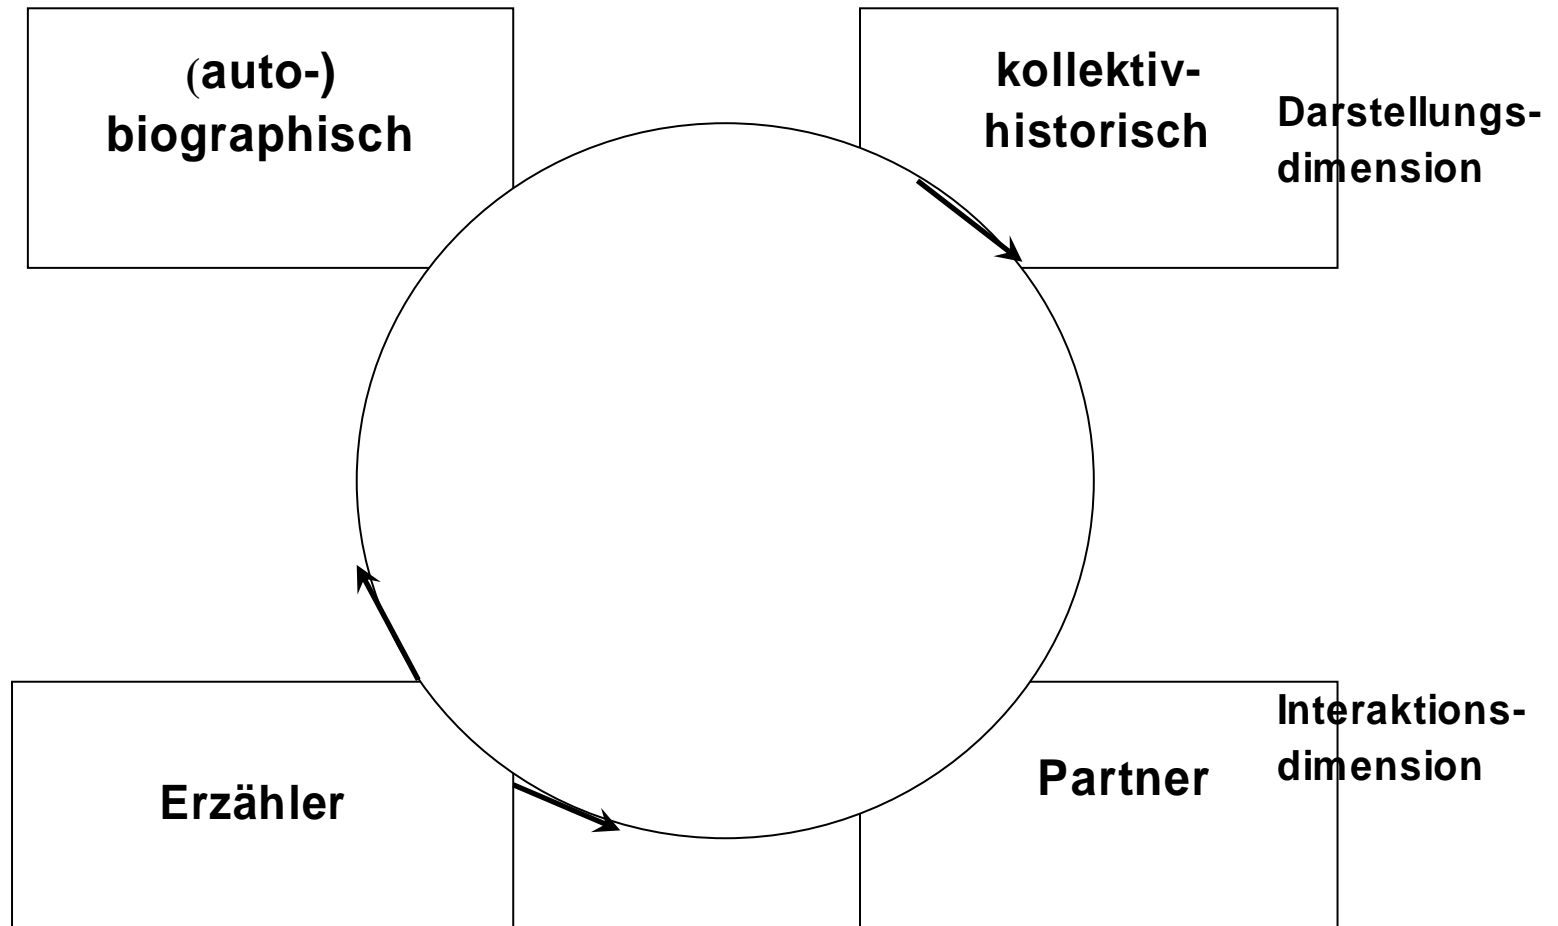 (auto-)
biographisch
kollektiv-
historisch
Darstellungs-
dimension
Erzähler
Partner
Interaktions-
dimension